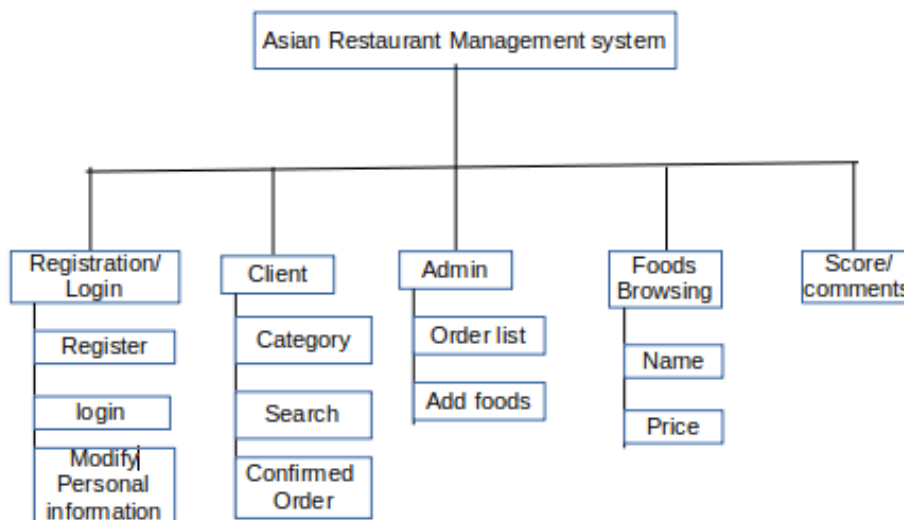 Asian Restaurant Management system
Registration/
Login
Client
Admin
Foods
Browsing
Score/
comments
Register
login
Modify
Personal
information
Category
Search
Confirmed
Order
Order list
Add foods
Name
Price